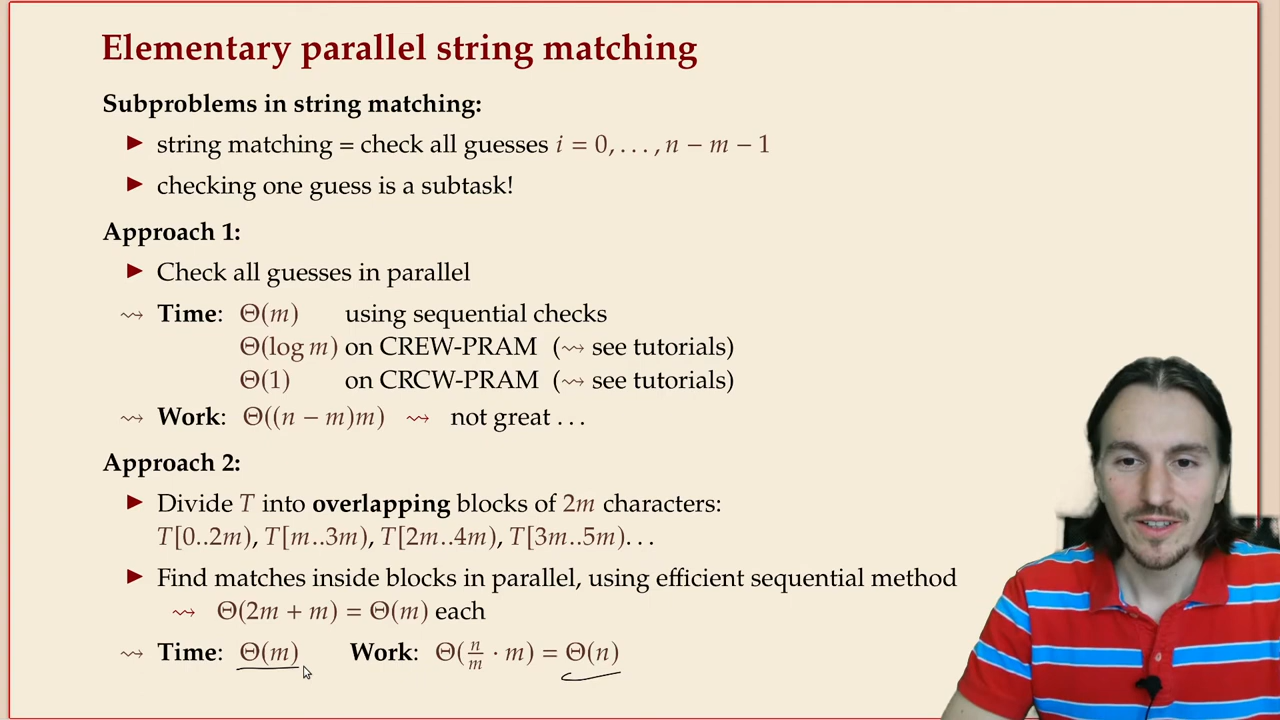 Elementary parallel string matching
Subproblems in string matching:
▶ string matching = check all guesses i = 0, . . . , n − m − 1
▶ checking one guess is a subtask!
Approach 1:
▶ Check all guesses in parallel
⇝ Time: Θ(m) using sequential checks
Θ(log m) on CREW-PRAM (⇝ see tutorials)
Θ(1) on CRCW-PRAM (⇝ see tutorials)
⇝ Work: Θ((n − m)m) ⇝ not great . . .
Approach 2:
▶ Divide T into overlapping blocks of 2m characters:
T[0..2m), T[m..3m), T[2m..4m), T[3m..5m). . .
▶ Find matches inside blocks in parallel, using efficient sequential method
⇝ Θ(2m + m) = Θ(m) each
⇝ Time: Θ(m) Work: Θ(n/m · m) = Θ(n)